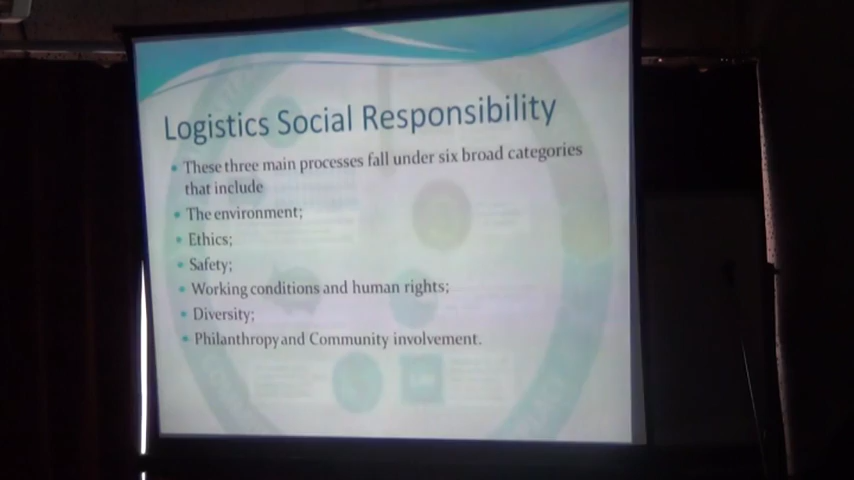 Logistics Social Responsibility
• These three main processes fall under six broad categories
that include
• The environment;
• Ethics;
• Safety;
• Working conditions and human rights;
• Diversity;
• Philanthropy and Community involvement.